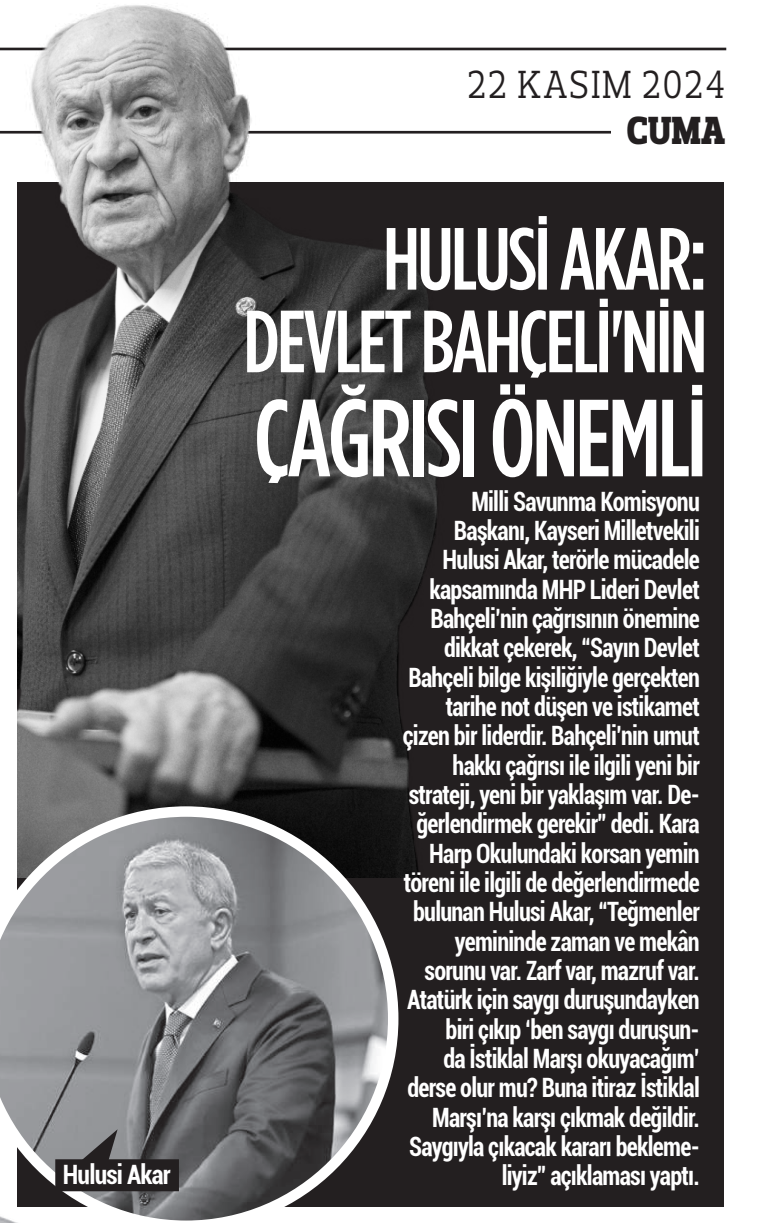 22 KASIM 2024
CUMA
HULUSİ AKAR:
DEVLET BAHÇELİ'NİN
ÇAĞRISI ÖNEMLİ
Milli Savunma Komisyonu
Başkanı, Kayseri Milletvekili
Hulusi Akar, terörle mücadele
kapsamında MHP Lideri Devlet
Bahçeli’nin çağrısının önemine
dikkat çekerek, “Sayın Devlet
Bahçeli bilge kişiliğiyle gerçekten
tarihe not düşen ve istikamet
çizen bir liderdir. Bahçeli’nin umut
hakkı çağrısı ile ilgili yeni bir
strateji, yeni bir yaklaşım var. De-
ğerlendirmek gerekir” dedi. Kara
Harp Okulundaki korsan yemin
töreni ile ilgili de değerlendirmede
bulunan Hulusi Akar, “Teğmenler
yemininde zaman ve mekân
sorunu var. Zarf var, mazruf var.
Atatürk için saygı duruşundayken
biri çıkıp ‘ben saygı duruşun-
da İstiklal Marşı okuyacağım’
derse olur mu? Buna itiraz İstiklal
Marşı’na karşı çıkmak değildir.
Saygıyla çıkacak kararı bekleme-
liyiz” açıklaması yaptı.
Hulusi Akar